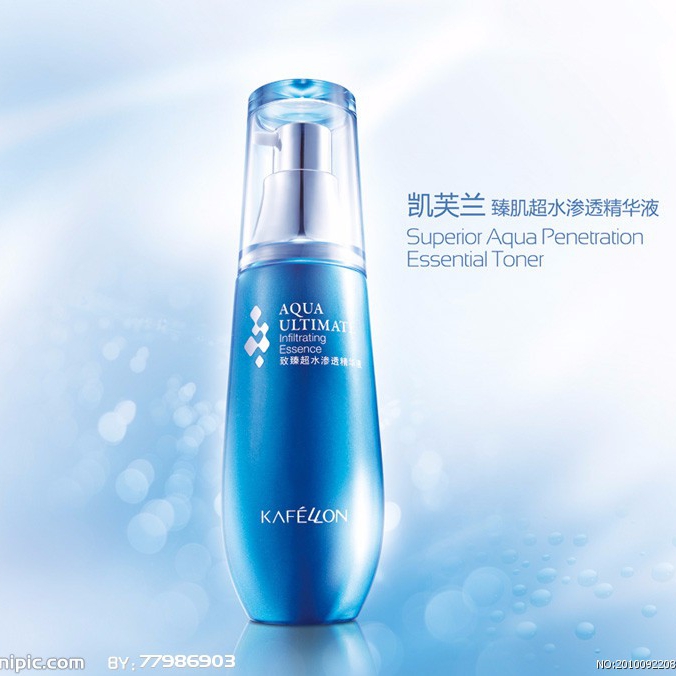 凯芙兰 臻肌超水渗透精华液
Superior Aqua Penetration
Essential Toner
AQUA
ULTIMATE
Infiltrating
Essence
致臻超水渗透精华液
KAFÉLLON
nipic.com BY: 77986903
NO:2010092208